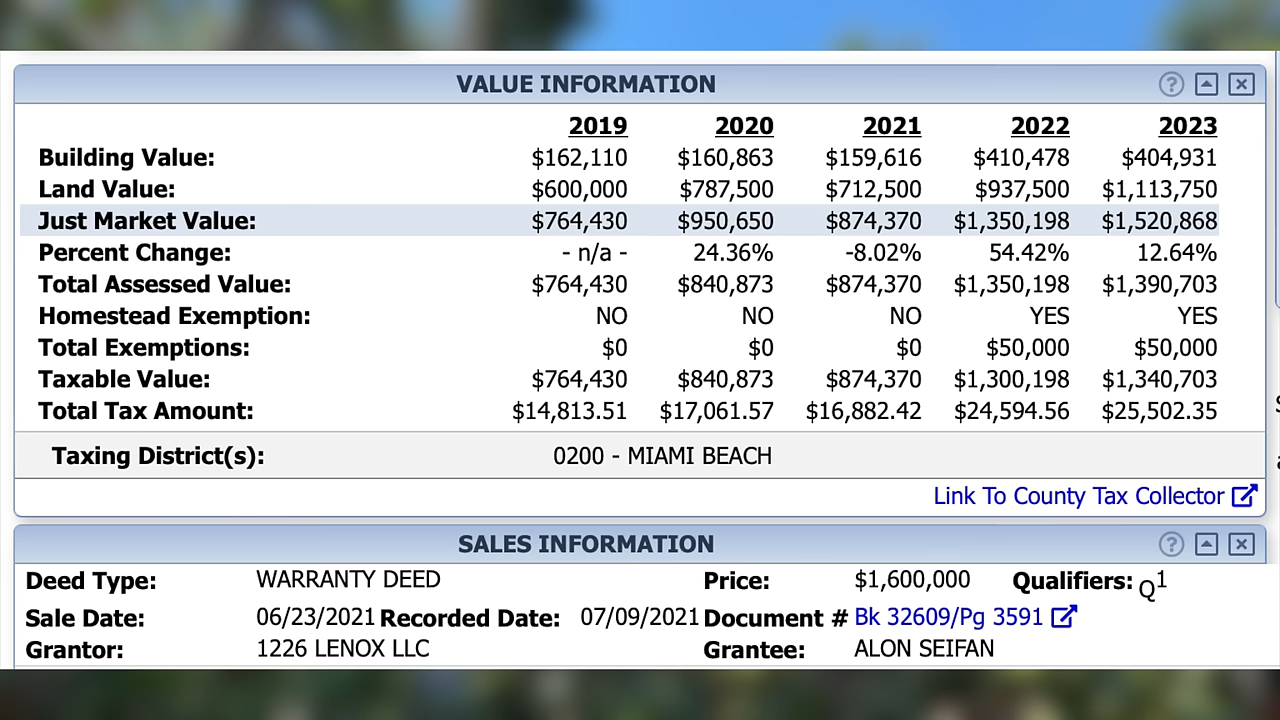 VALUE INFORMATION
2019 2020 2021 2022 2023
Building Value: $162,110 $160,863 $159,616 $410,478 $404,931
Land Value: $600,000 $787,500 $712,500 $937,500 $1,113,750
Just Market Value: $764,430 $950,650 $874,370 $1,350,198 $1,520,868
Percent Change: - n/a - 24.36% -8.02% 54.42% 12.64%
Total Assessed Value: $764,430 $840,873 $874,370 $1,350,198 $1,390,703
Homestead Exemption: NO NO NO YES YES
Total Exemptions: $0 $0 $0 $50,000 $50,000
Taxable Value: $764,430 $840,873 $874,370 $1,300,198 $1,340,703
Total Tax Amount: $14,813.51 $17,061.57 $16,882.42 $24,594.56 $25,502.35
Taxing District(s): 0200 - MIAMI BEACH
Link To County Tax Collector
SALES INFORMATION
Deed Type: WARRANTY DEED Price: $1,600,000 Qualifiers: Q1
Sale Date: 06/23/2021 Recorded Date: 07/09/2021 Document # Bk 32609/Pg 3591
Grantor: 1226 LENOX LLC Grantee: ALON SEIFAN